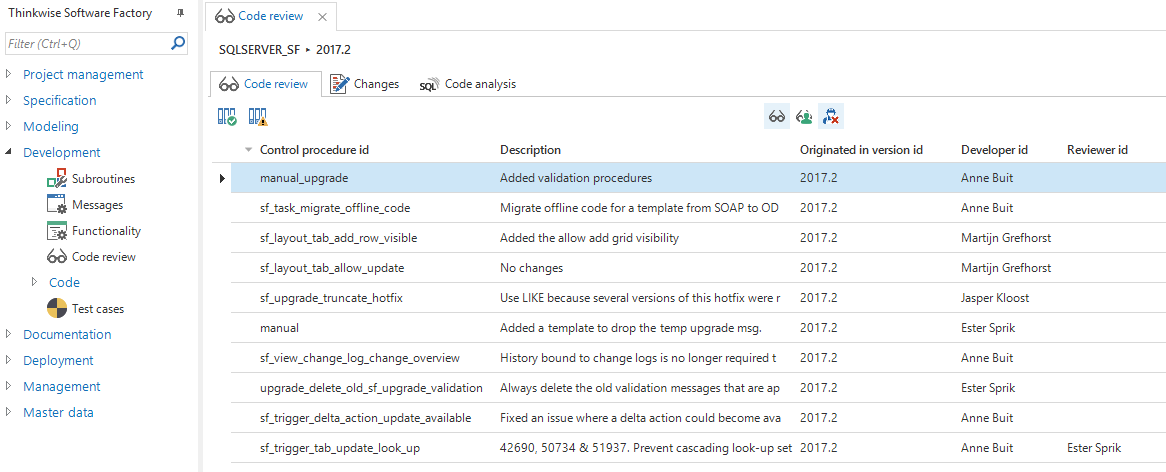 Thinkwise Software Factory
Filter (Ctrl+Q)
Project management
Specification
Modeling
Development
Subroutines
Messages
Functionality
Code review
Code
Test cases
Documentation
Deployment
Management
Master data
Code review
SQLSERVER_SF ▸ 2017.2
Code review Changes SQL Code analysis
Control procedure id Description Originated in version id Developer id Reviewer id
manual_upgrade Added validation procedures 2017.2 Anne Buit
sf_task_migrate_offline_code Migrate offline code for a template from SOAP to OD 2017.2 Anne Buit
sf_layout_tab_add_row_visible Added the allow add grid visibility 2017.2 Martijn Grefhorst
sf_layout_tab_allow_update No changes 2017.2 Martijn Grefhorst
sf_upgrade_truncate_hotfix Use LIKE because several versions of this hotfix were r 2017.2 Jasper Kloost
manual Added a template to drop the temp upgrade msg. 2017.2 Ester Sprik
sf_view_change_log_change_overview History bound to change logs is no longer required t 2017.2 Anne Buit
upgrade_delete_old_sf_upgrade_validation Always delete the old validation messages that are ap 2017.2 Ester Sprik
sf_trigger_delta_action_update_available Fixed an issue where a delta action could become ava 2017.2 Anne Buit
sf_trigger_tab_update_look_up 42690, 50734 & 51937. Prevent cascading look-up set 2017.2 Anne Buit Ester Sprik